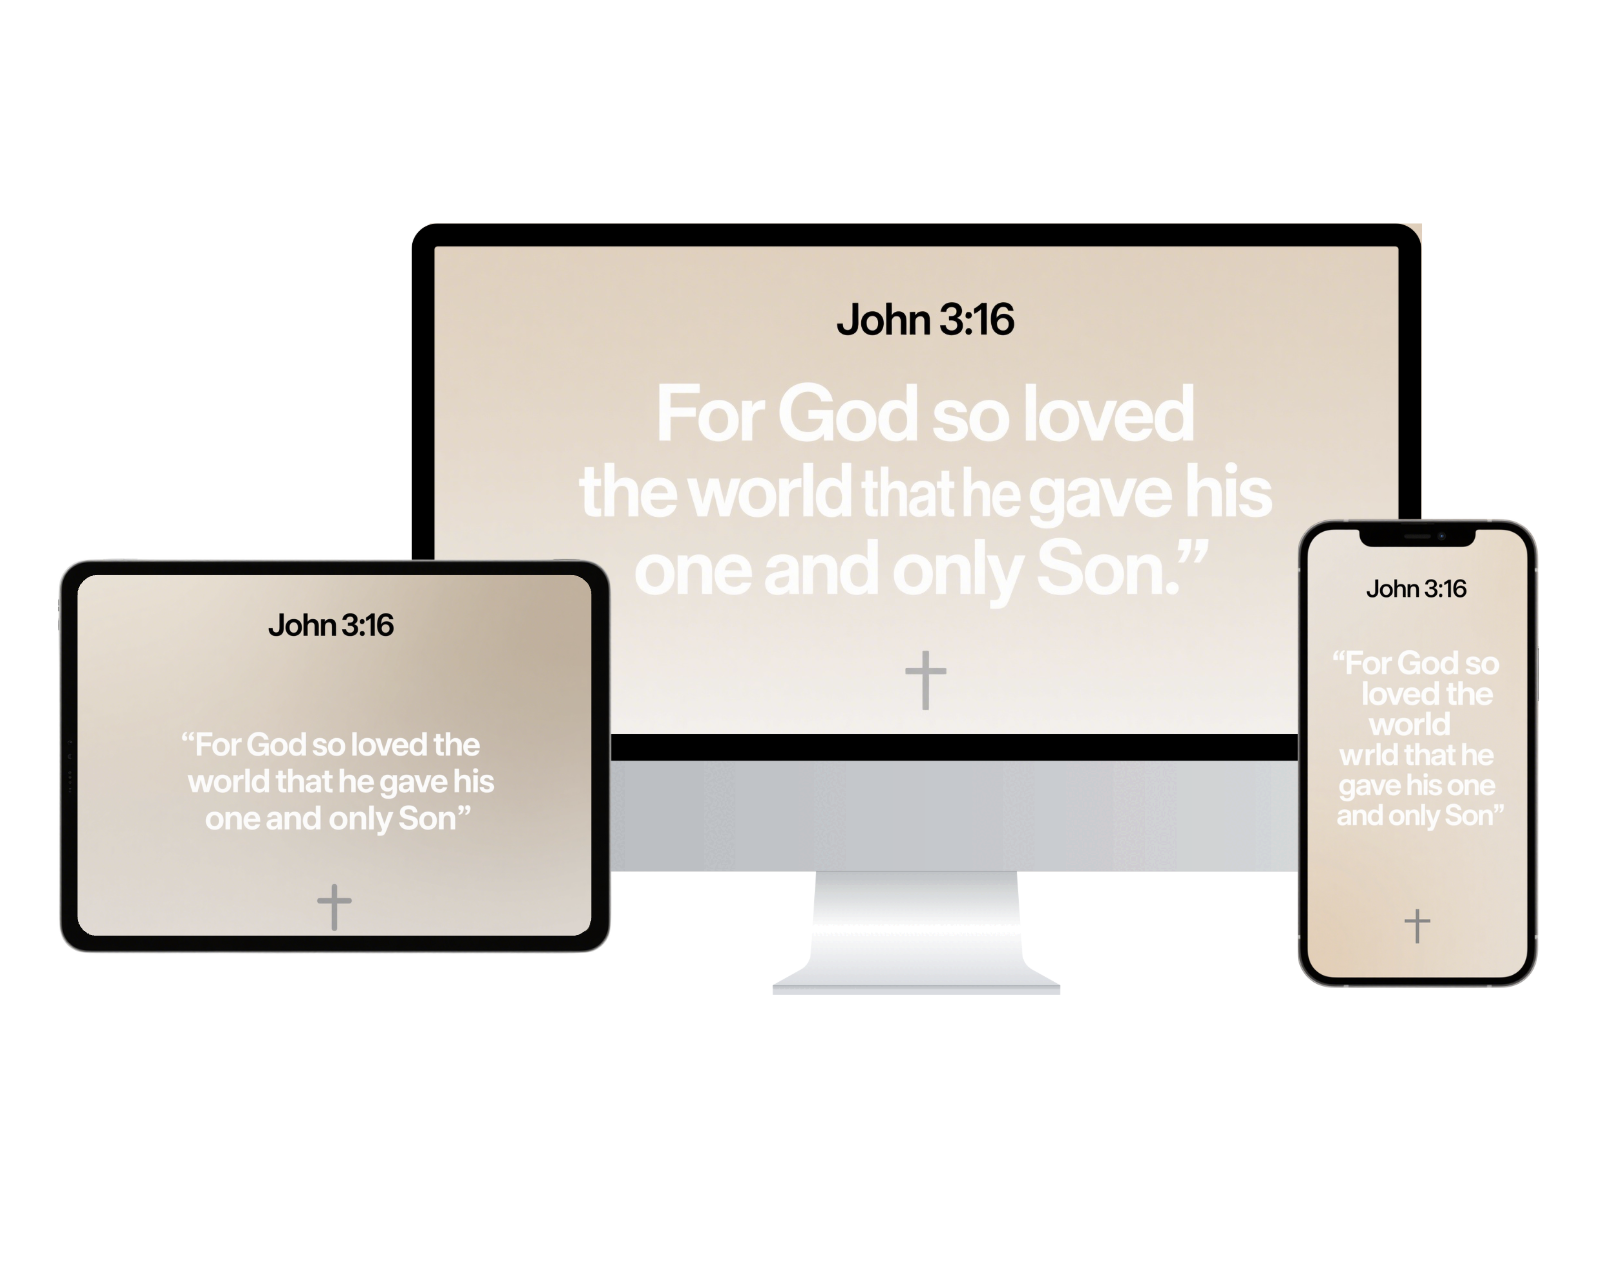 John 3:16
For God so loved
the world that he gave his
one and only Son.”
John 3:16
“For God so loved the
world that he gave his
one and only Son”
John 3:16
“For God so
loved the
world
wrld that he
gave his one
and only Son”